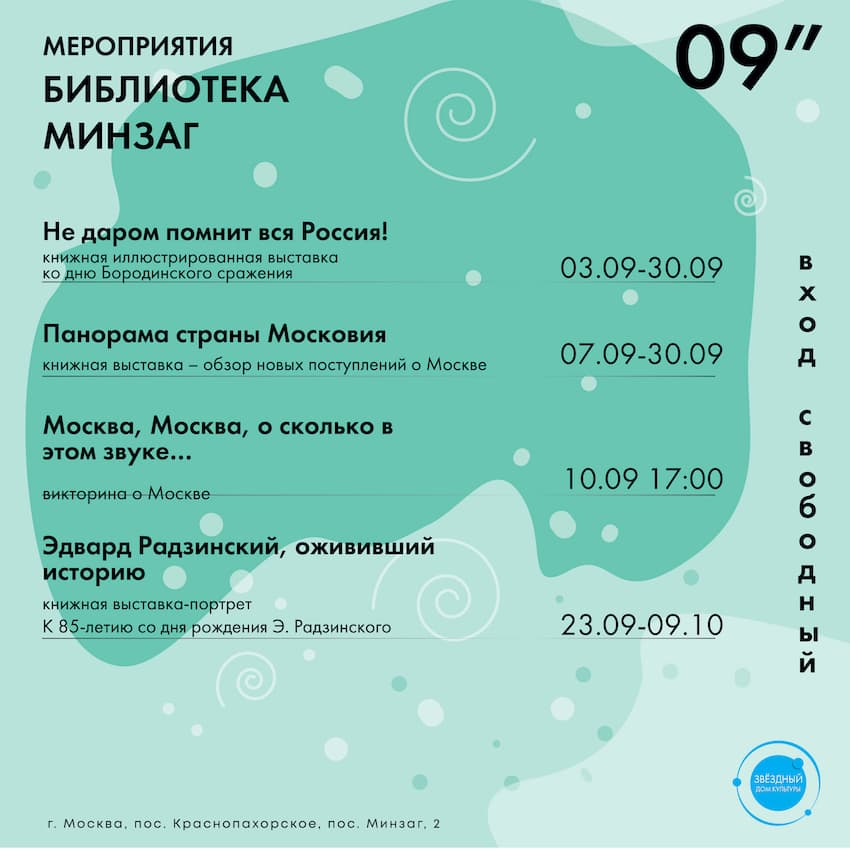 МЕРОПРИЯТИЯ
БИБЛИОТЕКА
МИНЗАГ
09”
Не даром помнит вся Россия!
книжная иллюстрированная выставка
ко дню Бородинского сражения
03.09-30.09
Панорама страны Московия
книжная выставка – обзор новых поступлений о Москве
07.09-30.09
Москва, Москва, о сколько в
этом звуке...
викторина о Москве
10.09 17:00
Эдвард Радзинский, ожививший
историю
книжная выставка-портрет
К 85-летию со дня рождения Э. Радзинского
23.09-09.10
вход свободный
ЗВЁЗДНЫЙ
ДОМ КУЛЬТУРЫ
г. Москва, пос. Краснопахорское, пос. Минзаг, 2